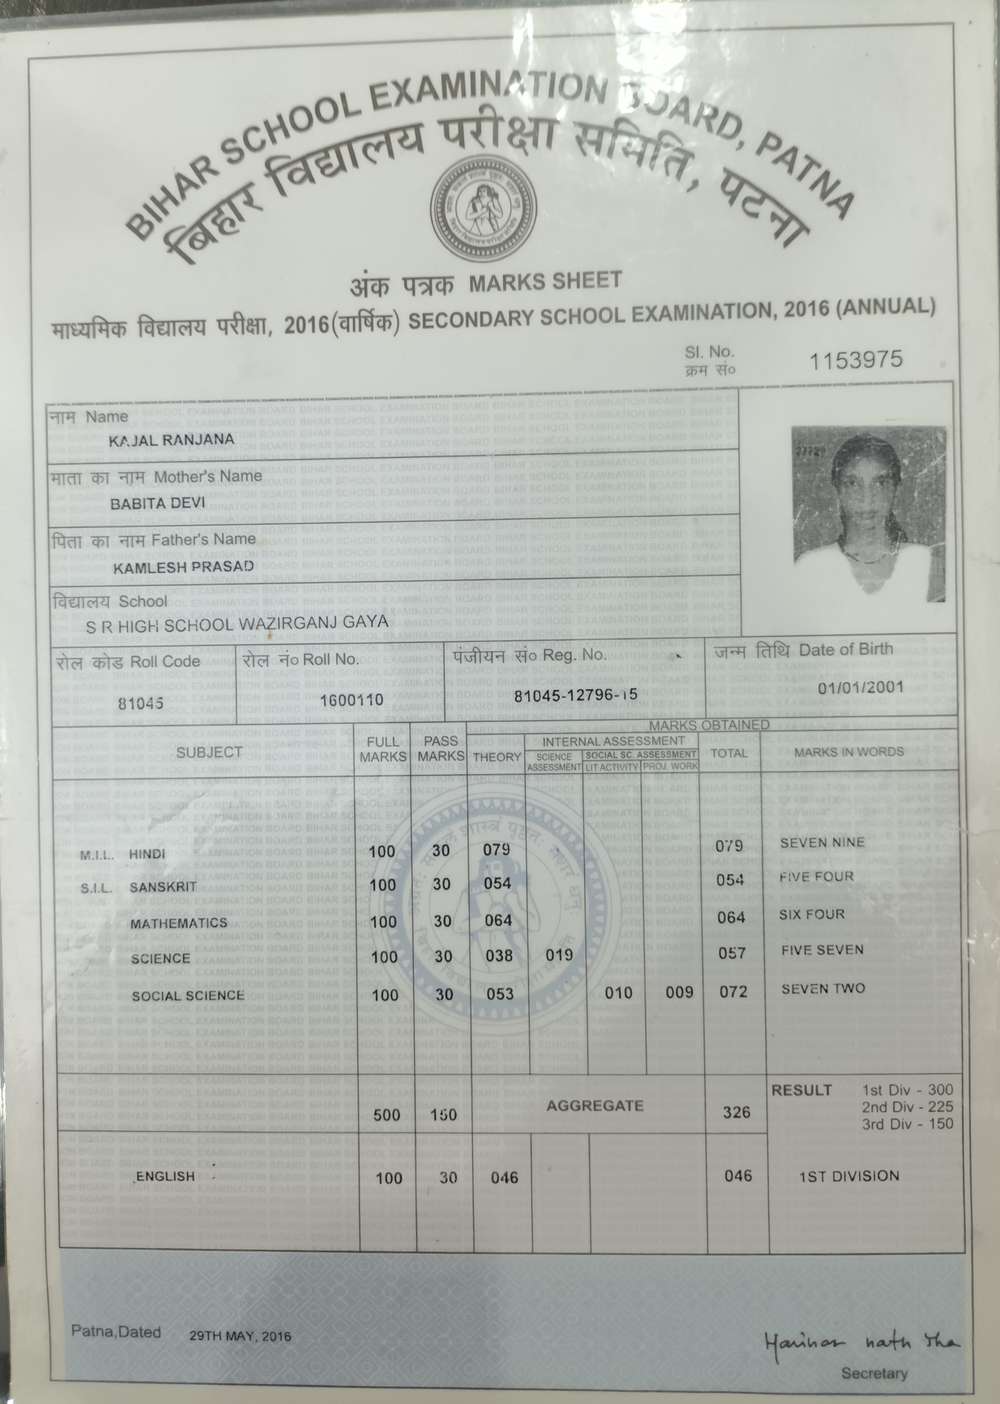 BIHAR SCHOOL EXAMINATION BOARD, PATNA
बिहार विद्यालय परीक्षा समिति, पटना
अंक पत्रक MARKS SHEET
माध्यमिक विद्यालय परीक्षा, 2016(वार्षिक) SECONDARY SCHOOL EXAMINATION, 2016 (ANNUAL)
Sl. No.
क्रम सं० 1153975
नाम Name
KAJAL RANJANA
माता का नाम Mother's Name
BABITA DEVI
पिता का नाम Father's Name
KAMLESH PRASAD
विद्यालय School
S R HIGH SCHOOL WAZIRGANJ GAYA
रोल कोड Roll Code रोल नं० Roll No. पंजीयन सं० Reg. No. जन्म तिथि Date of Birth
81045 1600110 81045-12796-15 01/01/2001
MARKS OBTAINED
SUBJECT FULL MARKS PASS MARKS THEORY INTERNAL ASSESSMENT TOTAL MARKS IN WORDS
SCIENCE ASSESSMENT SOCIAL SC. ASSESSMENT
LIT ACTIVITY PROJ. WORK
M.I.L. HINDI 100 30 079 079 SEVEN NINE
S.I.L. SANSKRIT 100 30 054 054 FIVE FOUR
MATHEMATICS 100 30 064 064 SIX FOUR
SCIENCE 100 30 038 019 057 FIVE SEVEN
SOCIAL SCIENCE 100 30 053 010 009 072 SEVEN TWO
500 150 AGGREGATE 326 RESULT 1st Div - 300
2nd Div - 225
3rd Div - 150
ENGLISH 100 30 046 046 1ST DIVISION
Patna,Dated 29TH MAY, 2016
Harihar nath Jha
Secretary